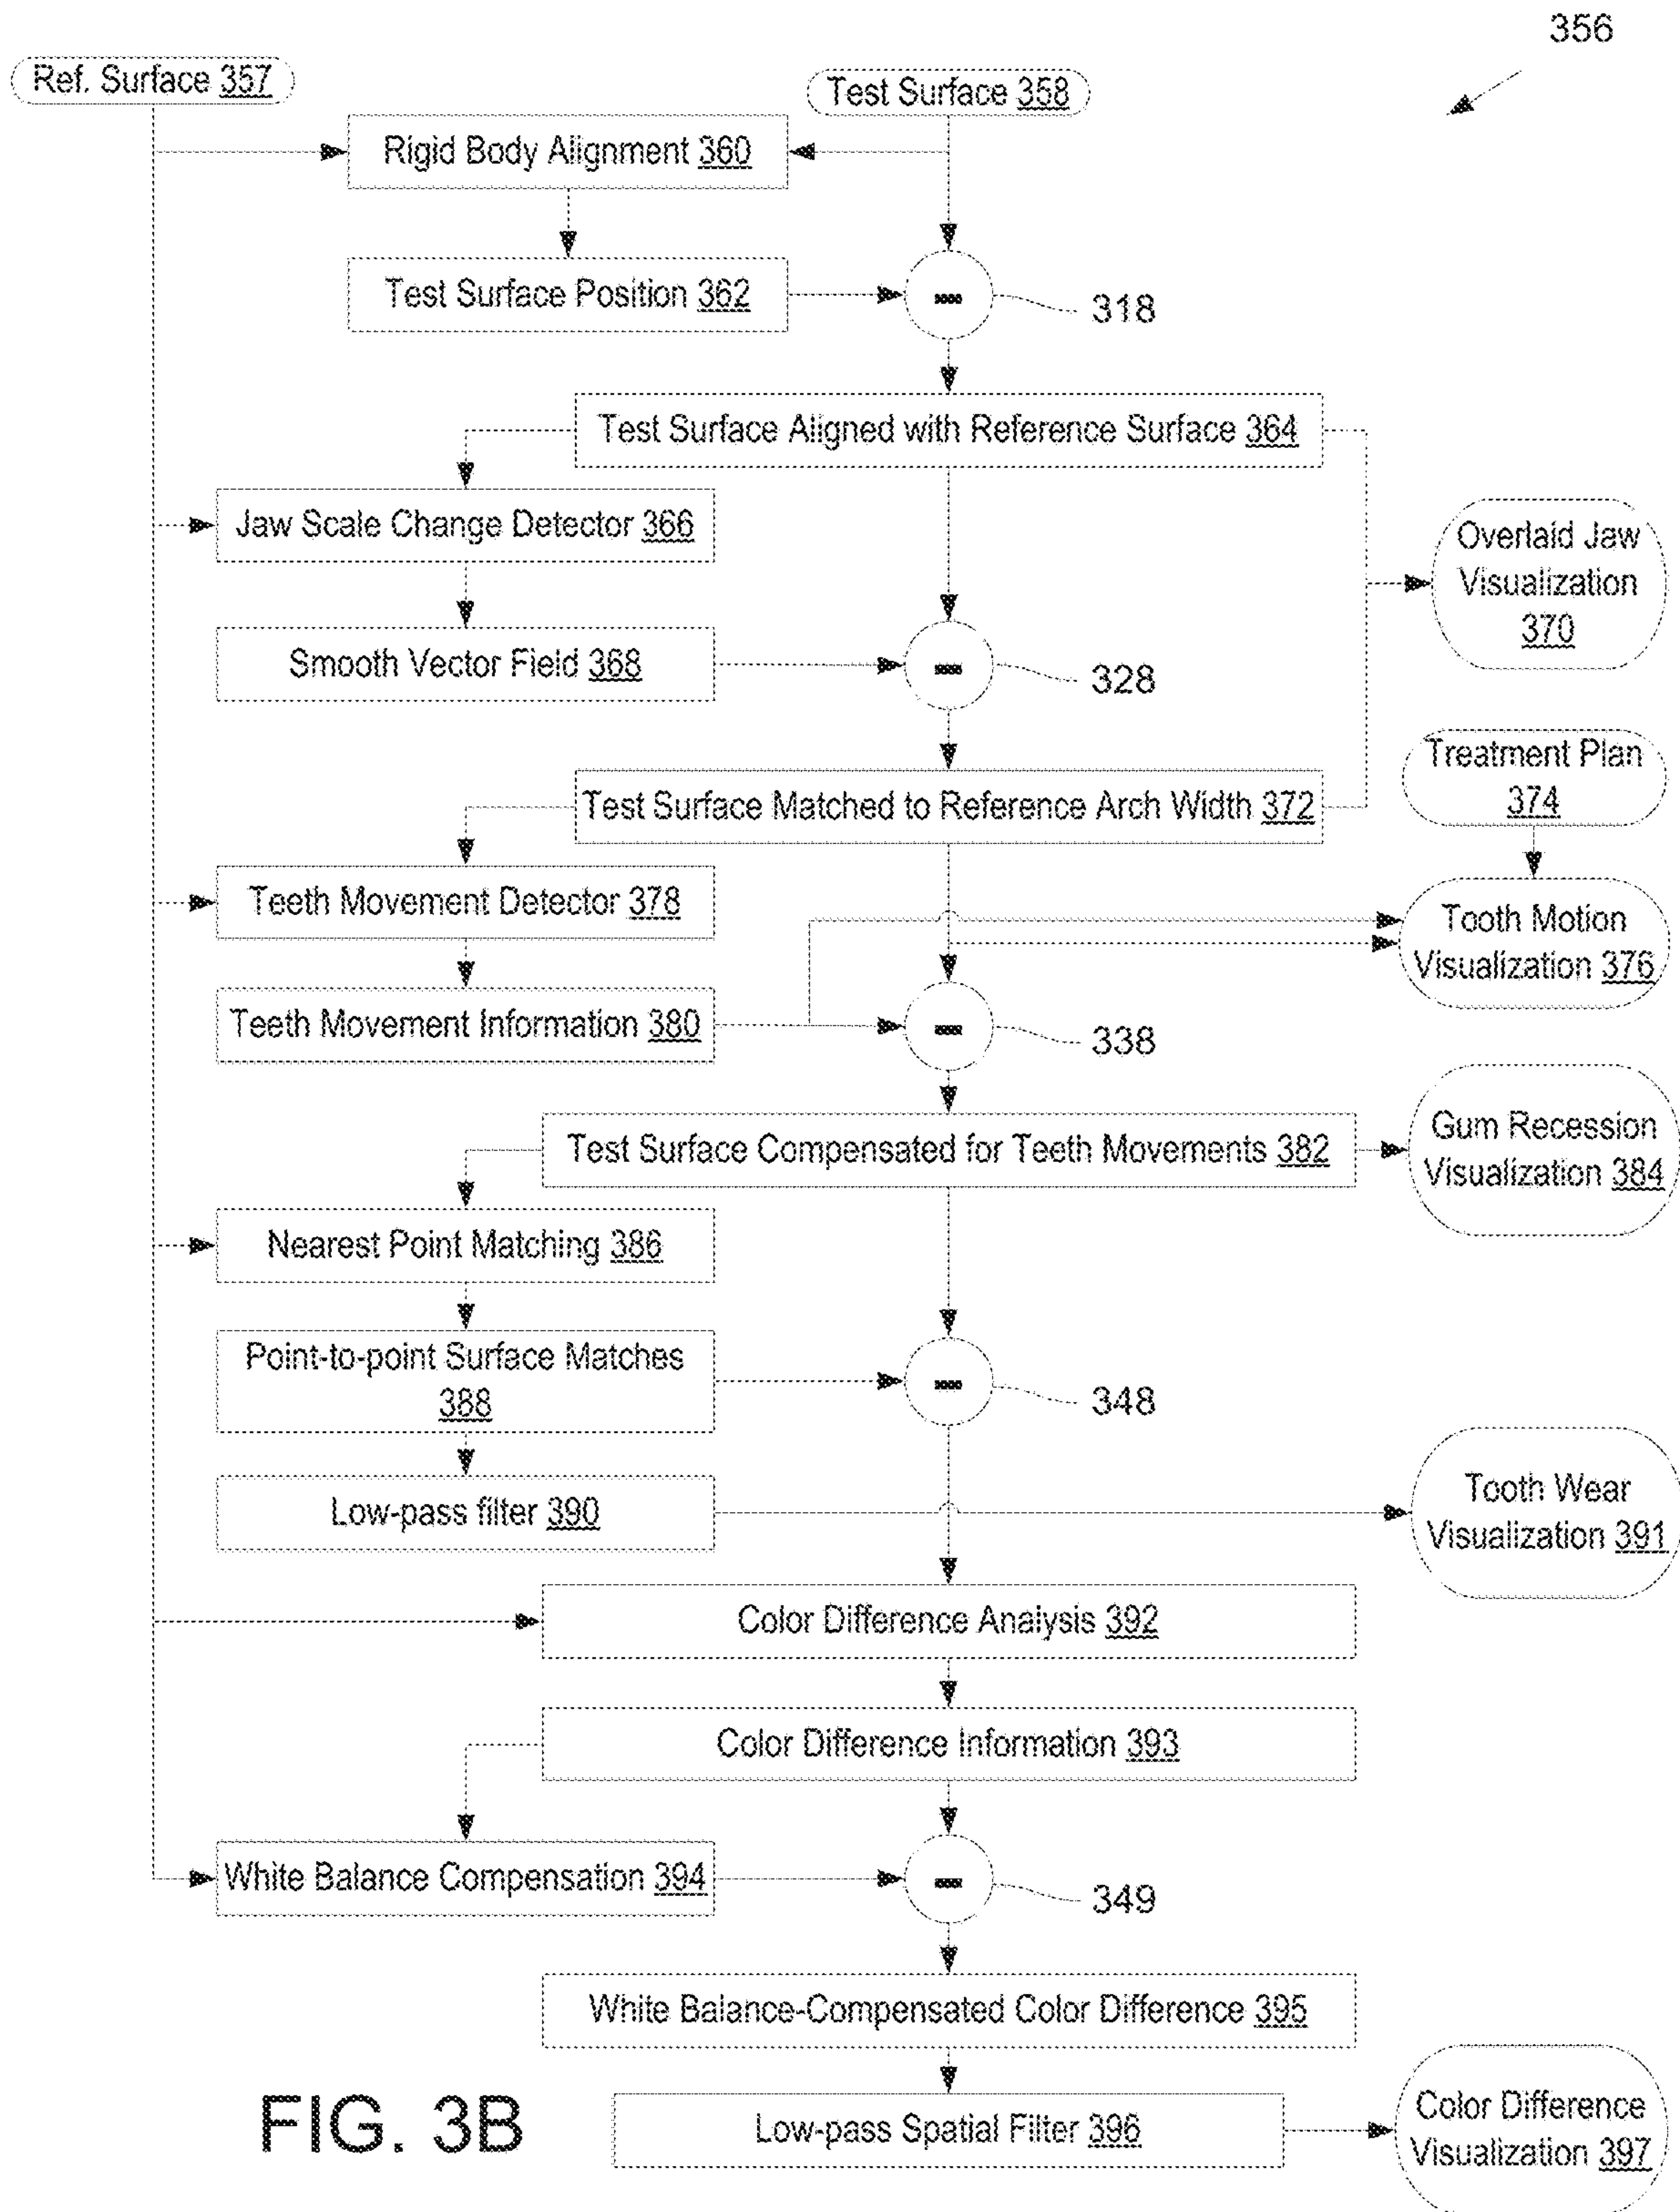 356
Ref. Surface 357
Test Surface 358
Rigid Body Alignment 360
Test Surface Position 362
318
Test Surface Aligned with Reference Surface 364
Jaw Scale Change Detector 366
Overlaid Jaw
Visualization
370
Smooth Vector Field 368
328
Treatment Plan
374
Test Surface Matched to Reference Arch Width 372
Teeth Movement Detector 378
Tooth Motion
Visualization 376
Teeth Movement Information 380
338
Test Surface Compensated for Teeth Movements 382
Gum Recession
Visualization 384
Nearest Point Matching 386
Point-to-point Surface Matches
388
348
Low-pass filter 390
Tooth Wear
Visualization 391
Color Difference Analysis 392
Color Difference Information 393
White Balance Compensation 394
349
White Balance-Compensated Color Difference 395
Low-pass Spatial Filter 396
Color Difference
Visualization 397
FIG. 3B